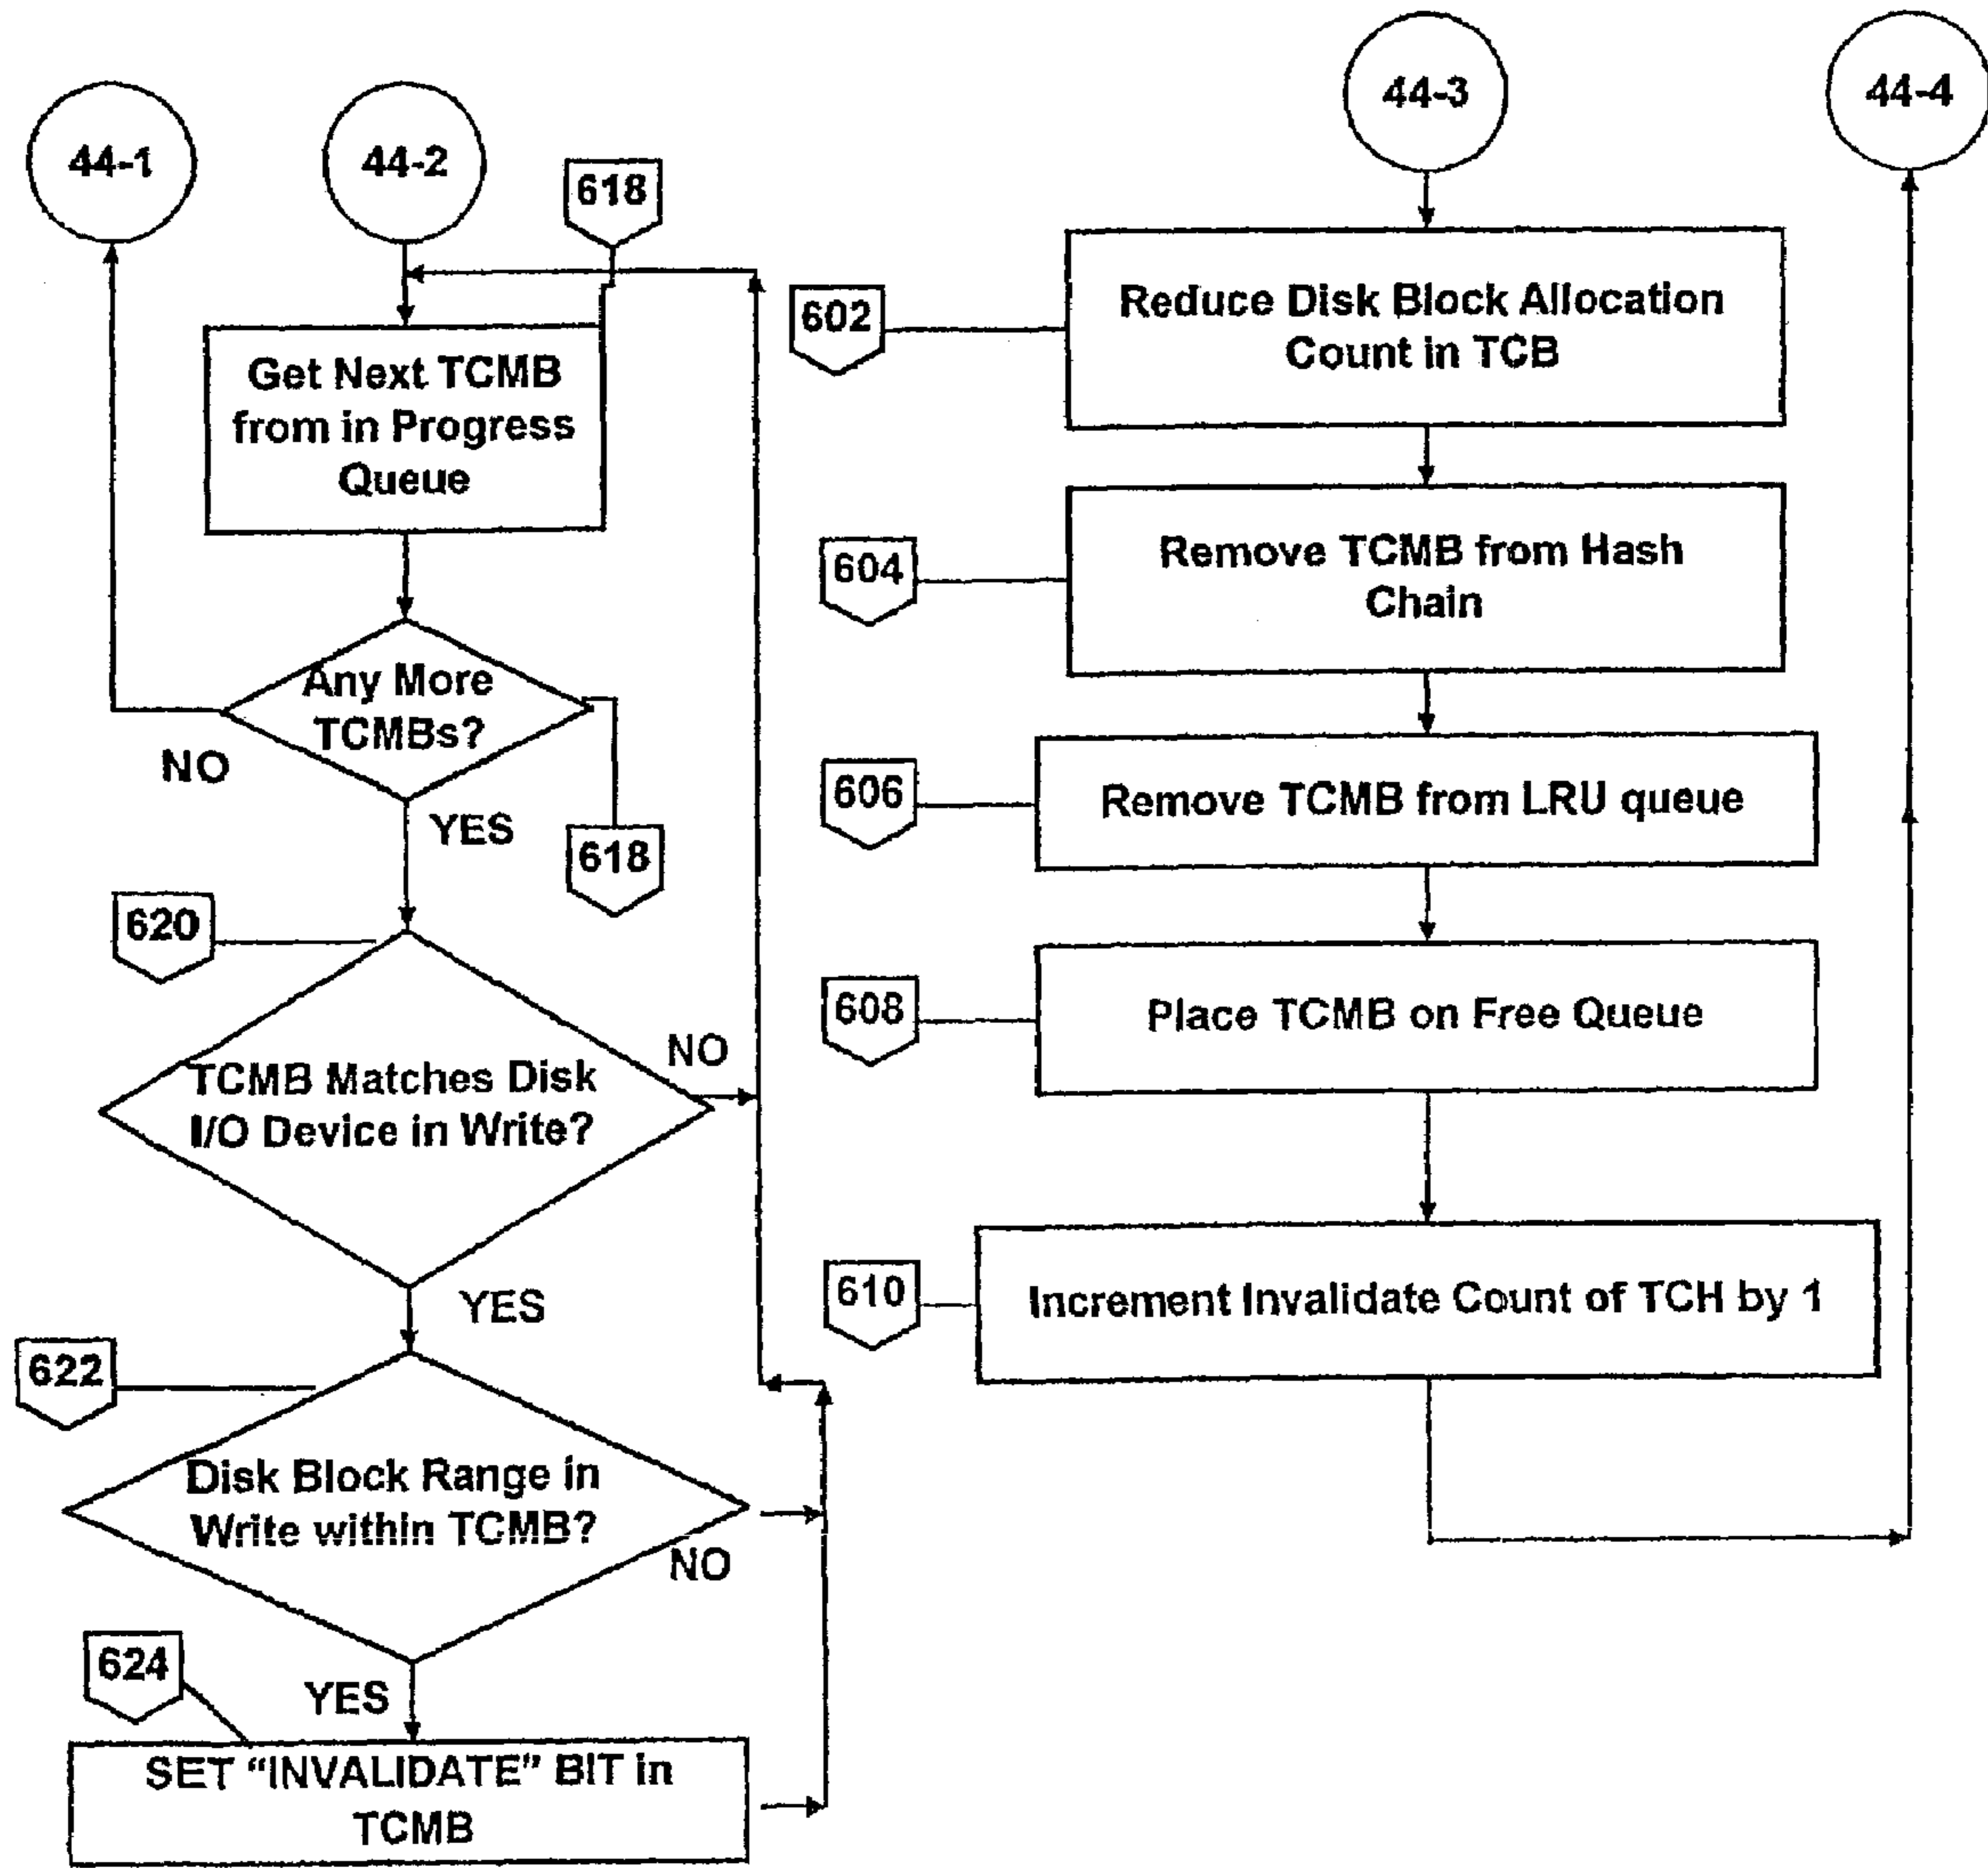 44-1
44-2
618
Get Next TCMB
from in Progress
Queue
Any More
TCMBs?
NO
YES
618
620
TCMB Matches Disk
I/O Device in Write?
NO
YES
622
Disk Block Range in
Write within TCMB?
NO
YES
624
SET “INVALIDATE” BIT in
TCMB
44-3
44-4
602
Reduce Disk Block Allocation
Count in TCB
604
Remove TCMB from Hash
Chain
606
Remove TCMB from LRU queue
608
Place TCMB on Free Queue
610
Increment Invalidate Count of TCH by 1